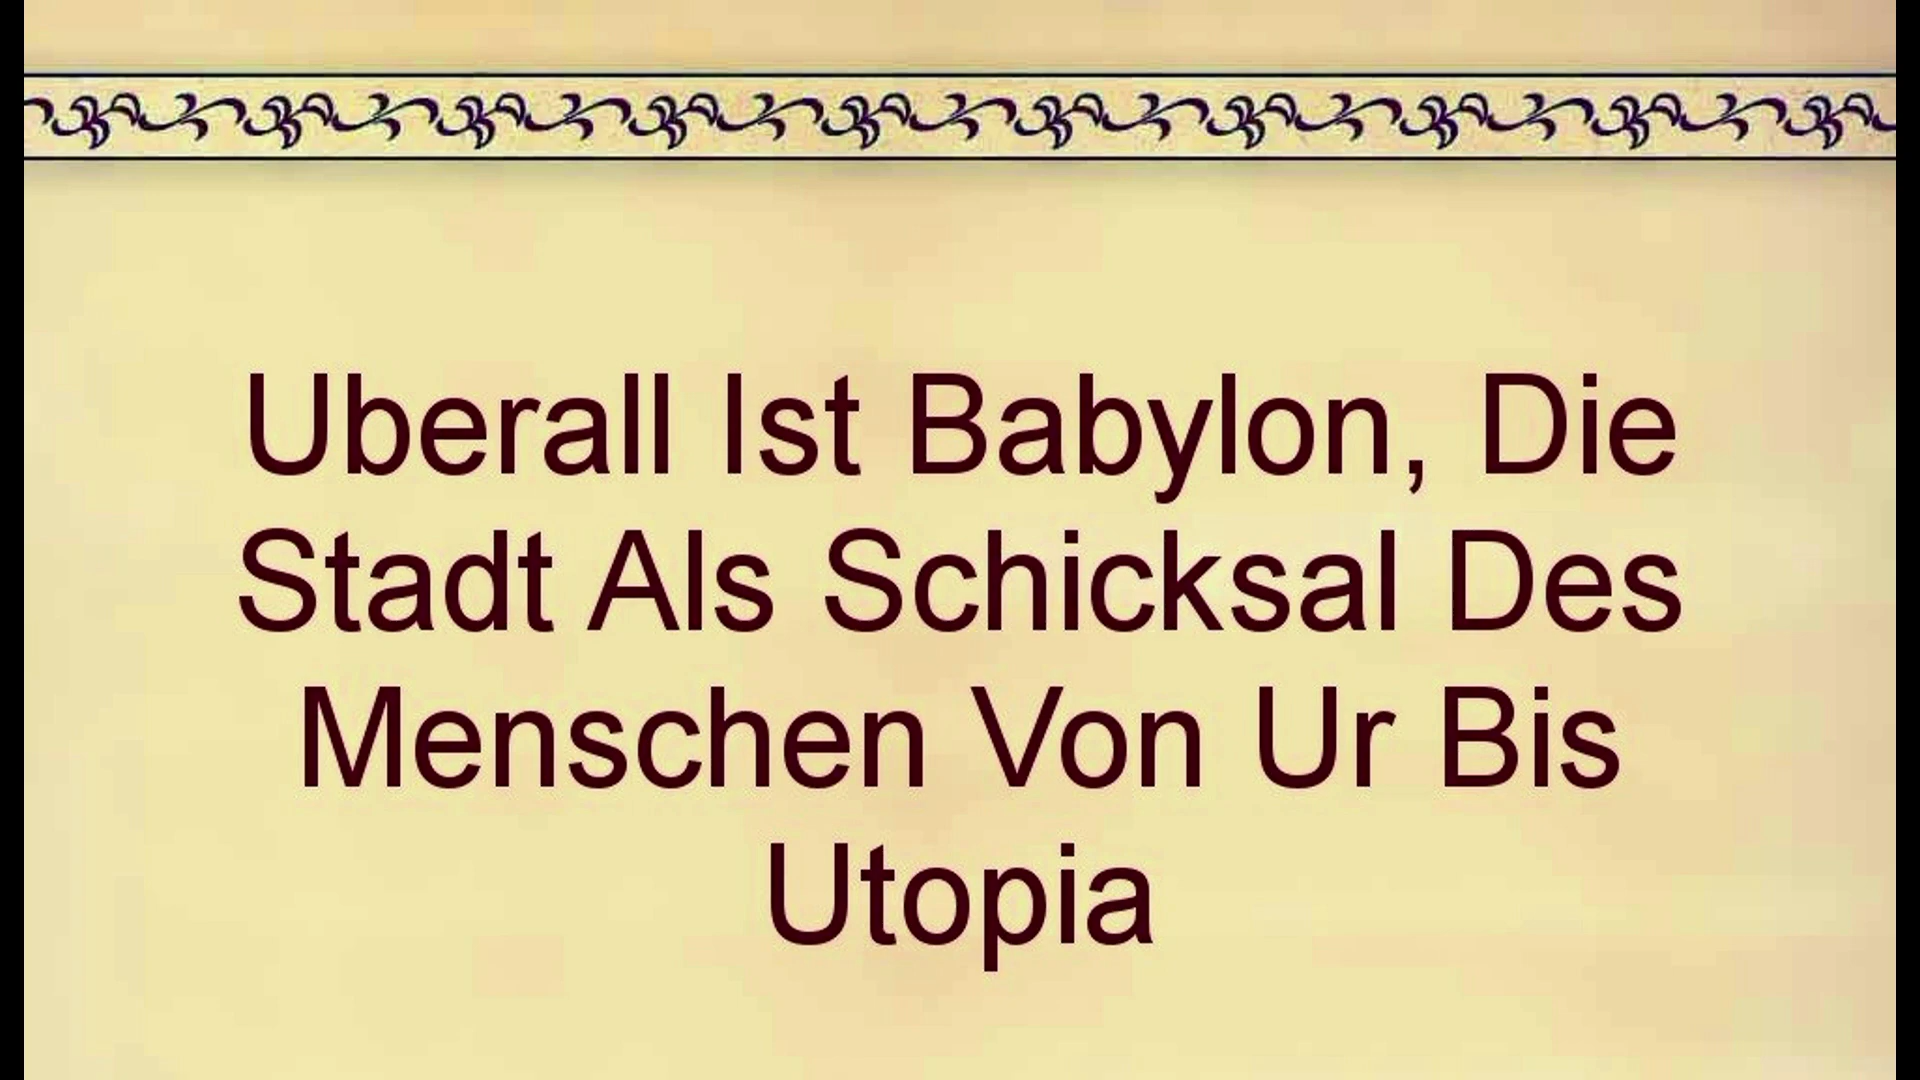 Uberall Ist Babylon, Die
Stadt Als Schicksal Des
Menschen Von Ur Bis
Utopia